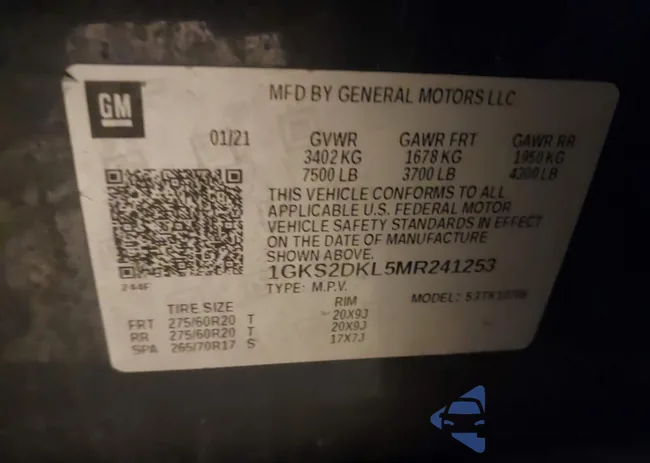 GM
MFD BY GENERAL MOTORS LLC
01/21 GVWR GAWR FRT GAWR RR
3402 KG 1678 KG 1950 KG
7500 LB 3700 LB 4300 LB
THIS VEHICLE CONFORMS TO ALL
APPLICABLE U.S. FEDERAL MOTOR
VEHICLE SAFETY STANDARDS IN EFFECT
ON THE DATE OF MANUFACTURE
SHOWN ABOVE.
1GKS2DKL5MR241253
244F
TYPE: M.P.V. MODEL:
TIRE SIZE RIM
FRT 275/60R20 T 20X9J
RR 275/60R20 T 20X9J
SPA 265/70R17 S 17X7J